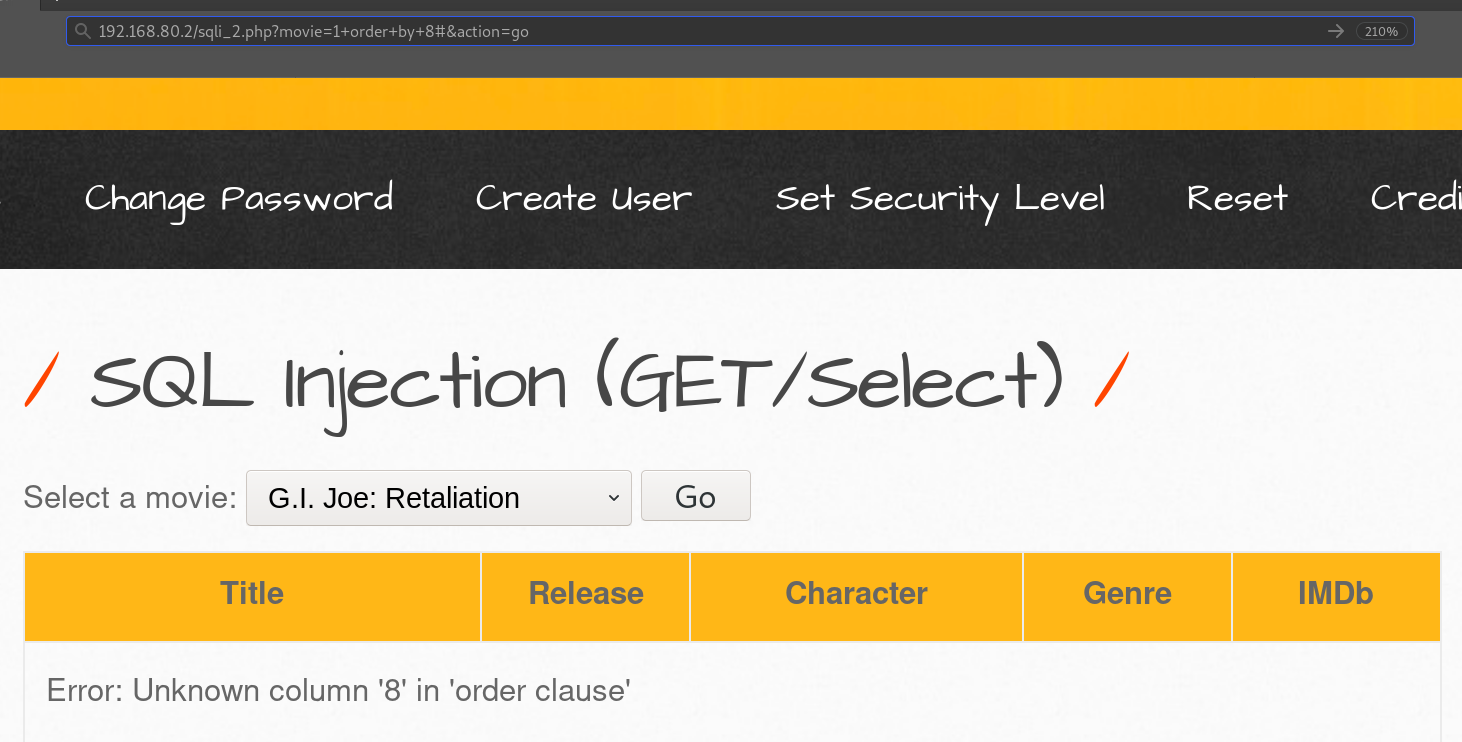 192.168.80.2/sqli_2.php?movie=1+order+by+8#&action=go
210%
Change Password Create User Set Security Level Reset Credi
/ SQL Injection (GET/Select) /
Select a movie: G.I. Joe: Retaliation Go
Title Release Character Genre IMDb
Error: Unknown column '8' in 'order clause'